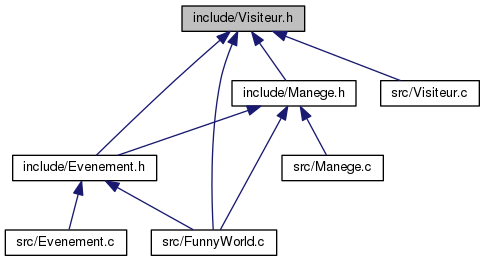 include/Visiteur.h
include/Manege.h
src/Visiteur.c
include/Evenement.h
src/Manege.c
src/Evenement.c
src/FunnyWorld.c